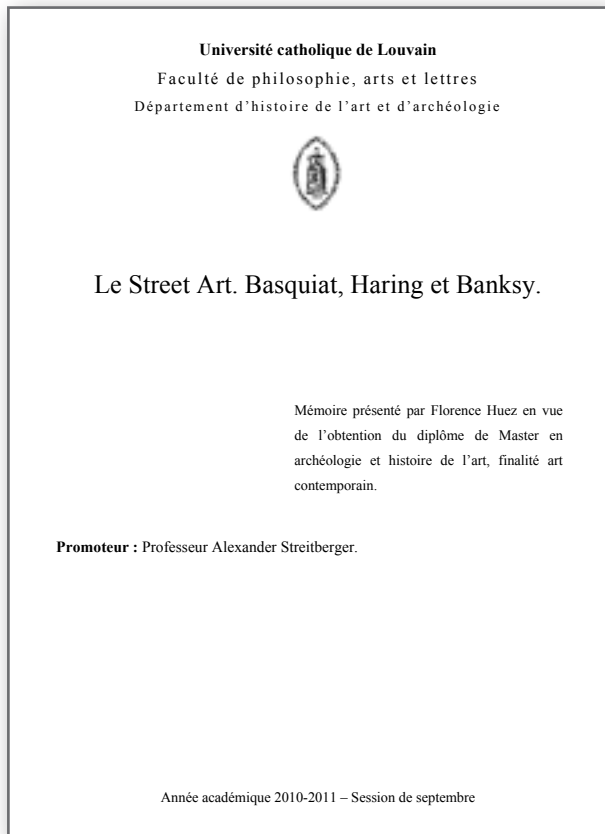 Université catholique de Louvain
Faculté de philosophie, arts et lettres
Département d’histoire de l’art et d’archéologie
Le Street Art. Basquiat, Haring et Banksy.
Mémoire présenté par Florence Huez en vue
de l’obtention du diplôme de Master en
archéologie et histoire de l’art, finalité art
contemporain.
Promoteur : Professeur Alexander Streitberger.
Année académique 2010-2011 – Session de septembre